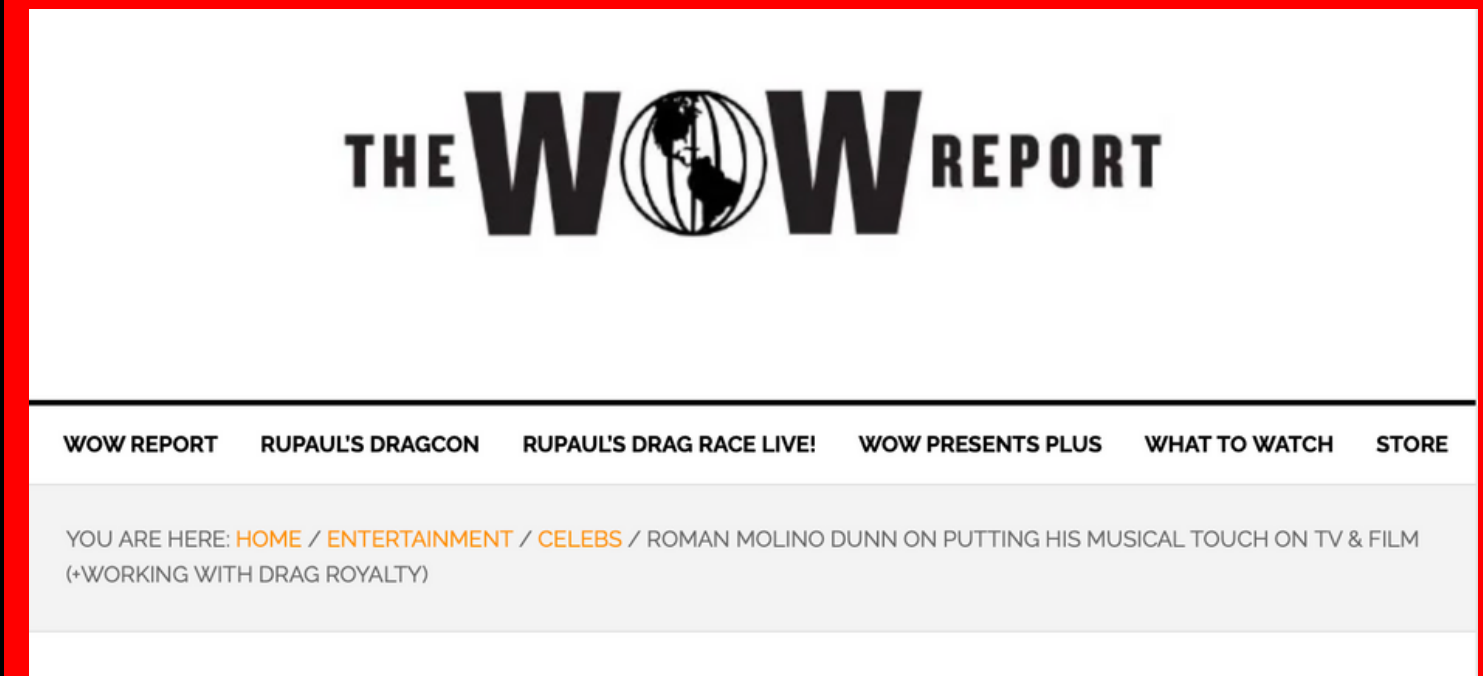 THE WOW REPORT
WOW REPORT RUPAUL'S DRAGCON RUPAUL'S DRAG RACE LIVE! WOW PRESENTS PLUS WHAT TO WATCH STORE
YOU ARE HERE: HOME / ENTERTAINMENT / CELEBS / ROMAN MOLINO DUNN ON PUTTING HIS MUSICAL TOUCH ON TV & FILM
(+WORKING WITH DRAG ROYALTY)